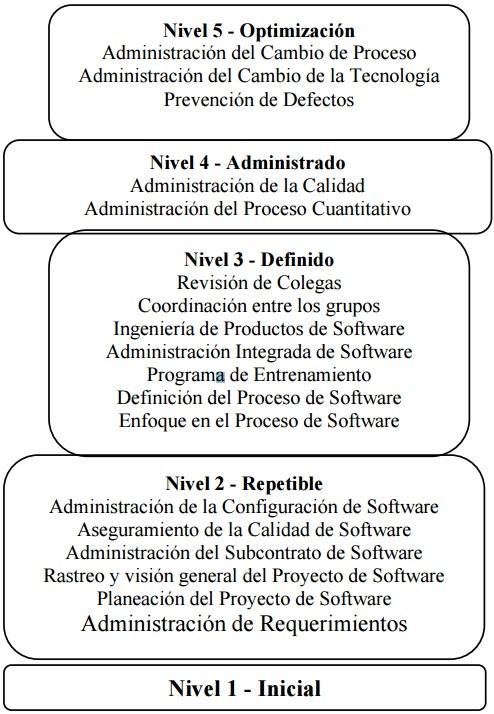 Nivel 5 - Optimización
Administración del Cambio de Proceso
Administración del Cambio de la Tecnología
Prevención de Defectos
Nivel 4 - Administrado
Administración de la Calidad
Administración del Proceso Cuantitativo
Nivel 3 - Definido
Revisión de Colegas
Coordinación entre los grupos
Ingeniería de Productos de Software
Administración Integrada de Software
Programa de Entrenamiento
Definición del Proceso de Software
Enfoque en el Proceso de Software
Nivel 2 - Repetible
Administración de la Configuración de Software
Aseguramiento de la Calidad de Software
Administración del Subcontrato de Software
Rastreo y visión general del Proyecto de Software
Planeación del Proyecto de Software
Administración de Requerimientos
Nivel 1 - Inicial